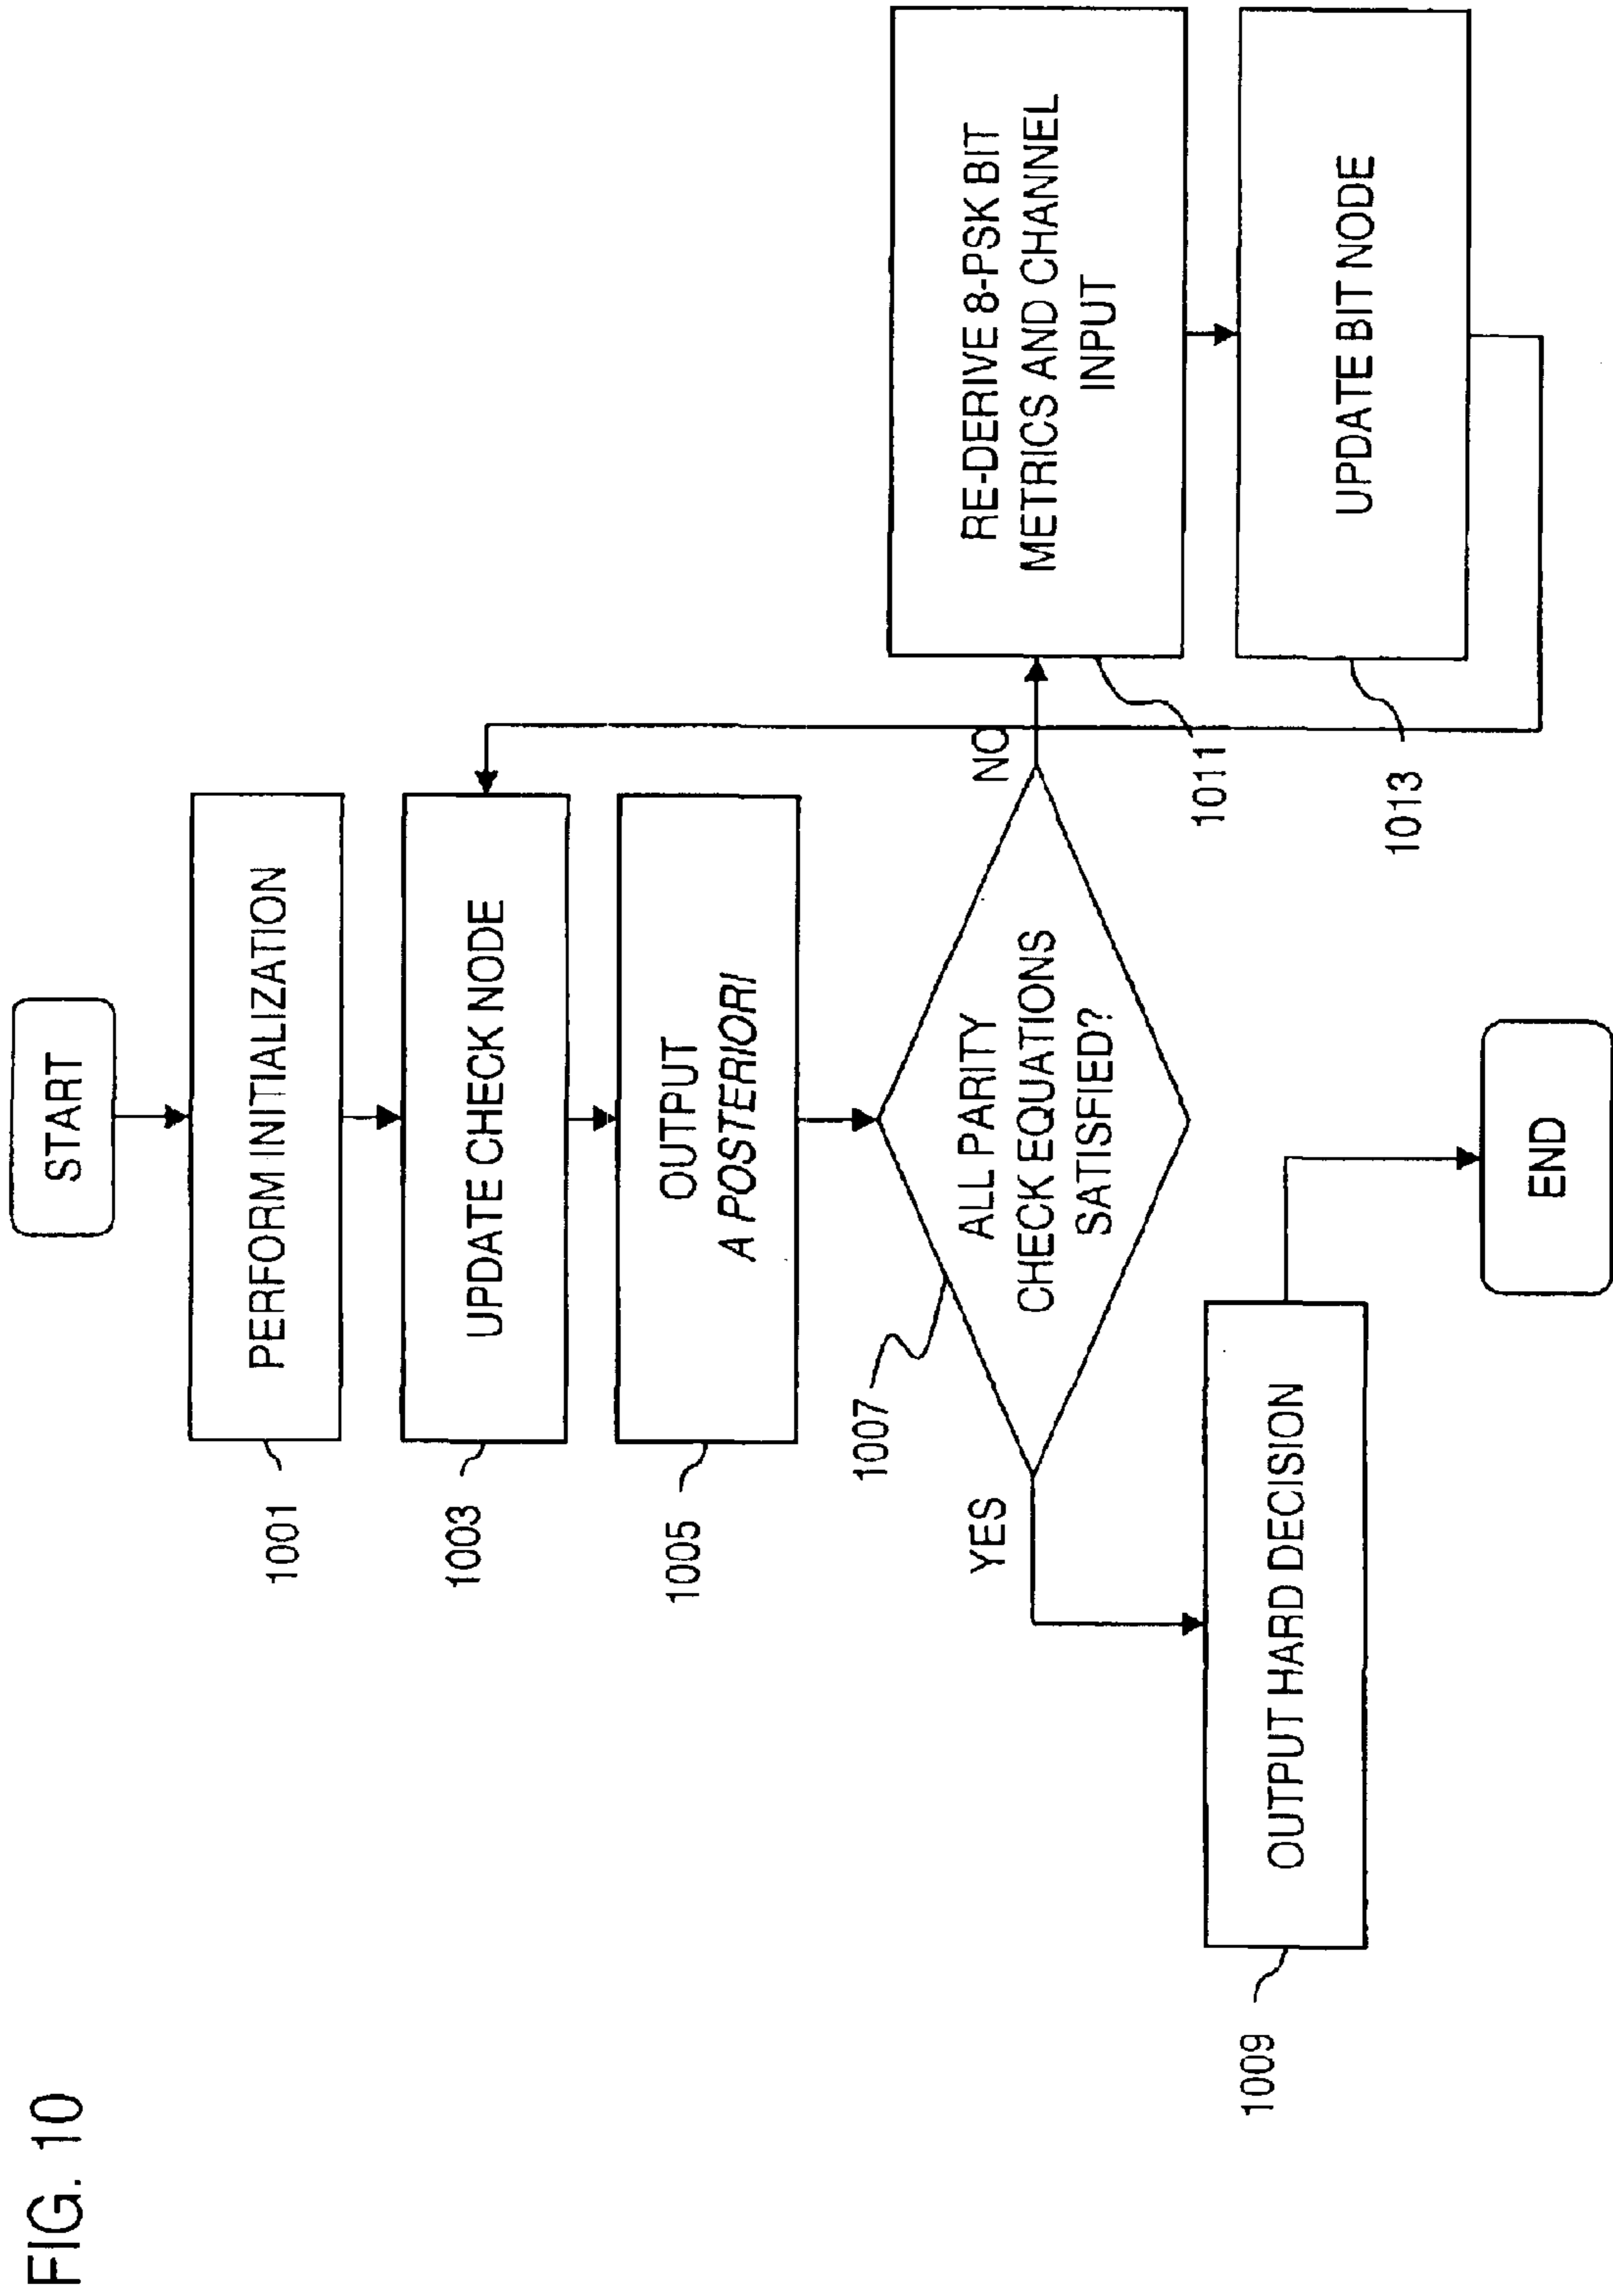 FIG. 10
START
PERFORM INITIALIZATION
1001
UPDATE CHECK NODE
1003
OUTPUT
A POSTERIORI
1005
ALL PARITY
CHECK EQUATIONS
SATISFIED?
1007
YES
NO
OUTPUT HARD DECISION
1009
RE-DERIVE 8-PSK BIT
METRICS AND CHANNEL
INPUT
1011
UPDATE BIT NODE
1013
END